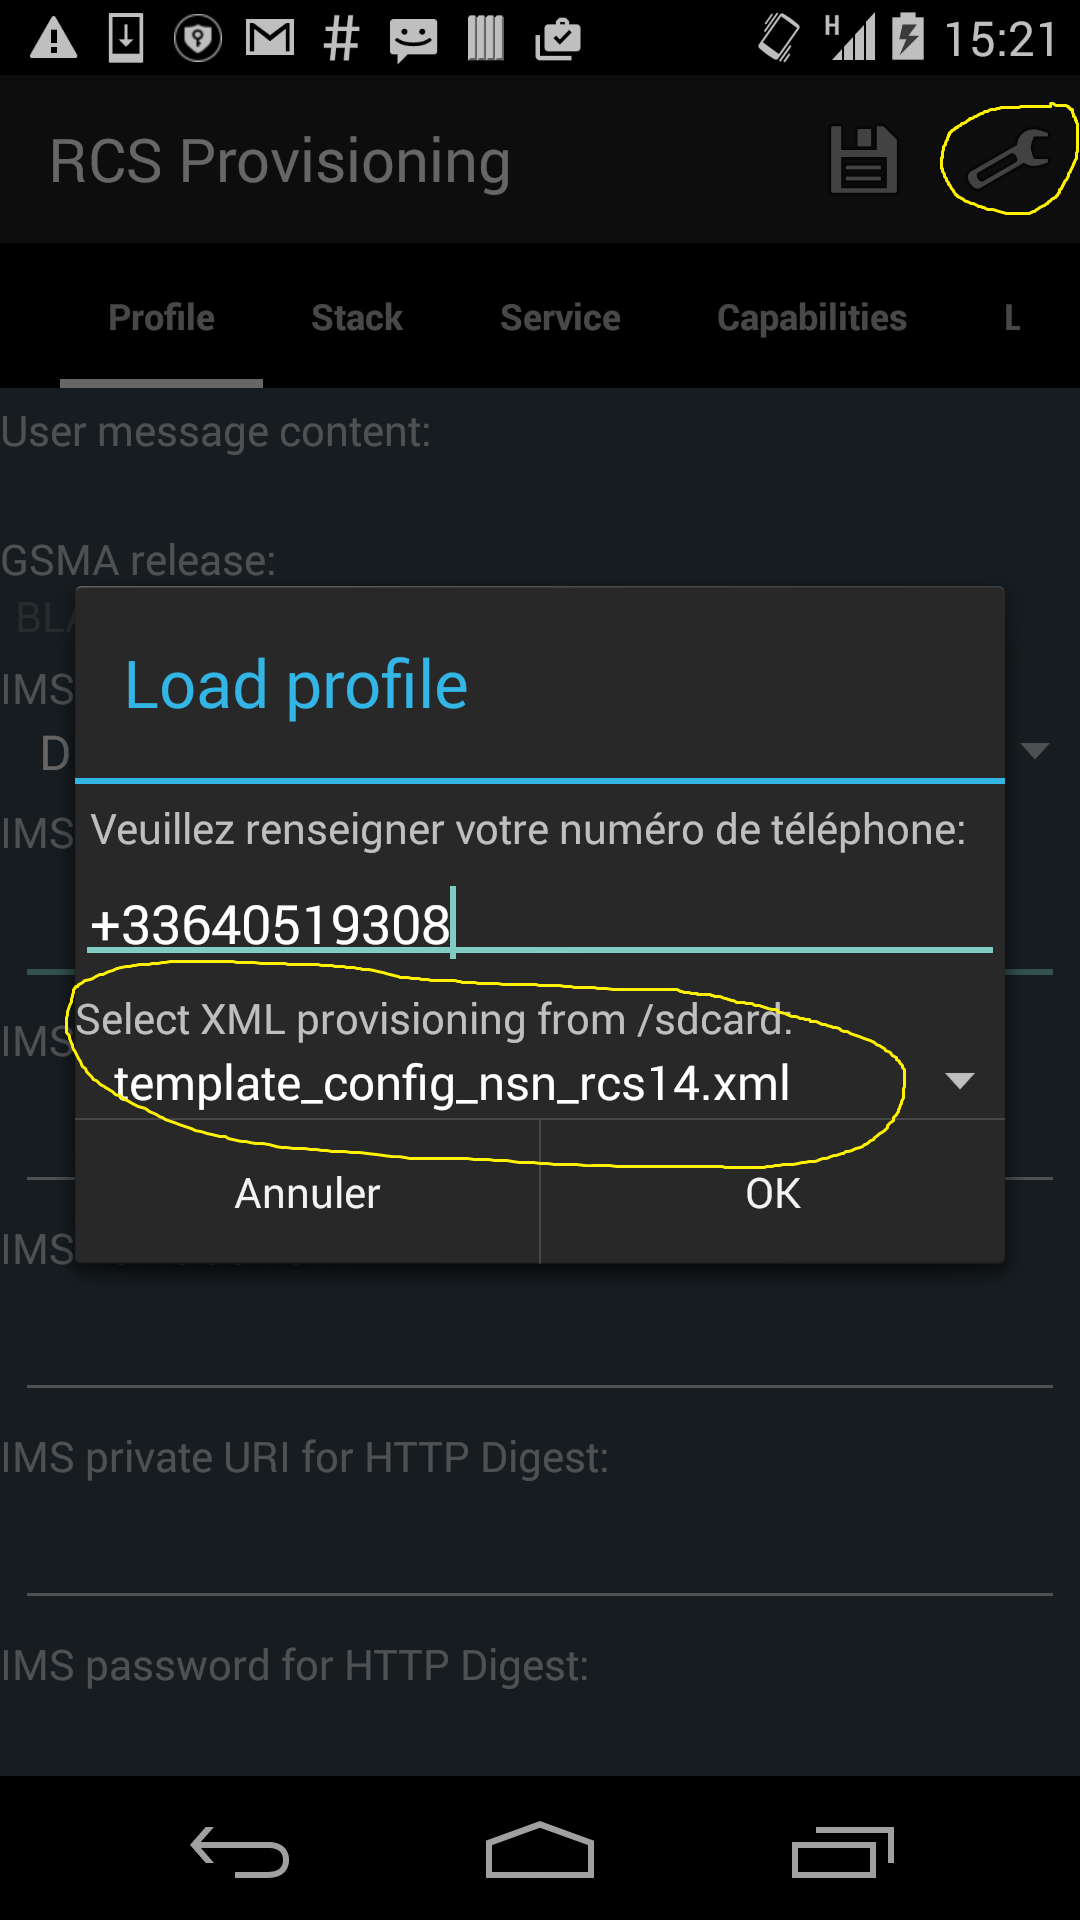 H 15:21
RCS Provisioning
Profile Stack Service Capabilities L
User message content:
GSMA release:
BLA
IMS
D
IMS
Load profile
Veuillez renseigner votre numéro de téléphone:
+33640519308
Select XML provisioning from /sdcard:
IMS
template_config_nsn_rcs14.xml
Annuler OK
IMS
IMS private URI for HTTP Digest:
IMS password for HTTP Digest: